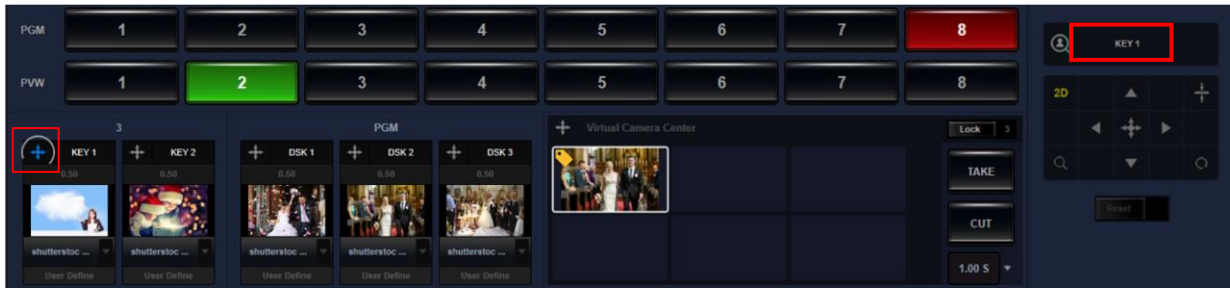 PGM 1 2 3 4 5 6 7 8
KEY 1
PVW 1 2 3 4 5 6 7 8
2D
3
PGM
Virtual Camera Center
Lock 3
KEY 1 KEY 2 DSK 1 DSK 2 DSK 3
0.50 0.50 0.50 0.50 0.50
TAKE
Reset
CUT
shutterstoc ... shutterstoc ... shutterstoc ... shutterstoc ... shutterstoc ...
User Define User Define User Define User Define User Define
1.00 S